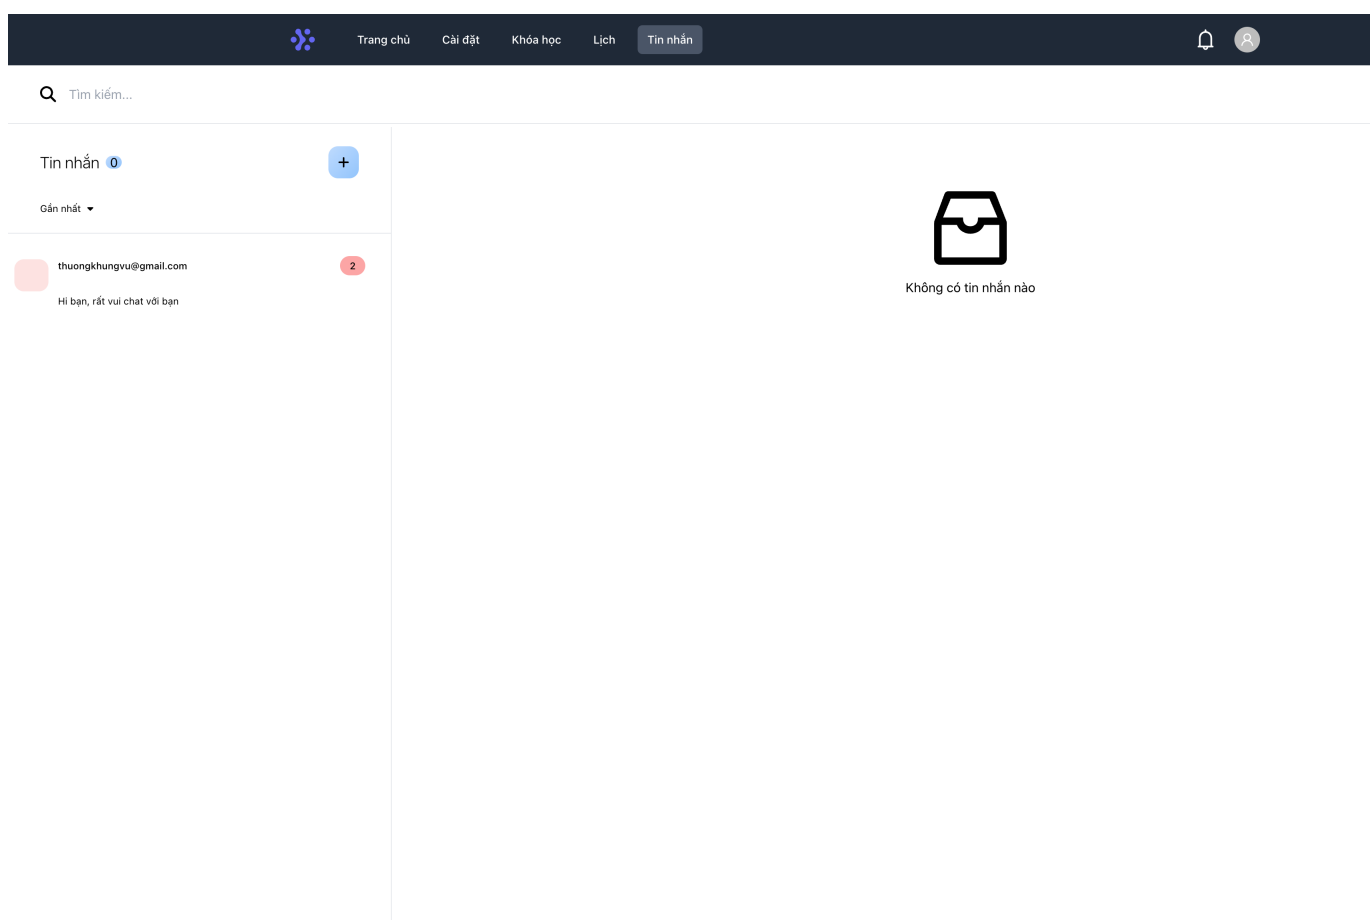 Trang chủ Cài đặt Khóa học Lịch Tin nhắn
Tìm kiếm...
Tin nhắn 0
+
Gần nhất
thuongkhungvu@gmail.com 2
Hi bạn, rất vui chat với bạn
Không có tin nhắn nào